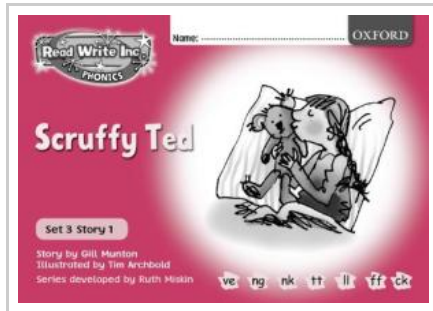 Read Write Inc.
PHONICS
Name: ........................................
OXFORD
Scruffy Ted
Set 3 Story 1
Story by Gill Munton
Illustrated by Tim Archbold
Series developed by Ruth Miskin
ve ng nk tt ll ff ck